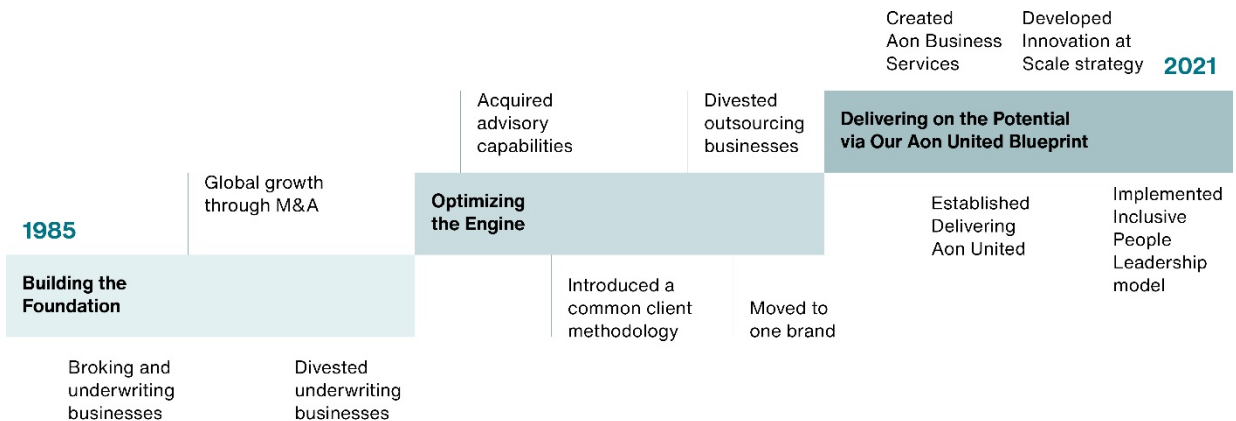 1985
Building the
Foundation
Broking and
underwriting
businesses
Global growth
through M&A
Divested
underwriting
businesses
Optimizing
the Engine
Acquired
advisory
capabilities
Introduced a
common client
methodology
Divested
outsourcing
businesses
Moved to
one brand
Delivering on the Potential
via Our Aon United Blueprint
Created
Aon Business
Services
Established
Delivering
Aon United
Developed
Innovation at
Scale strategy
Implemented
Inclusive
People
Leadership
model
2021